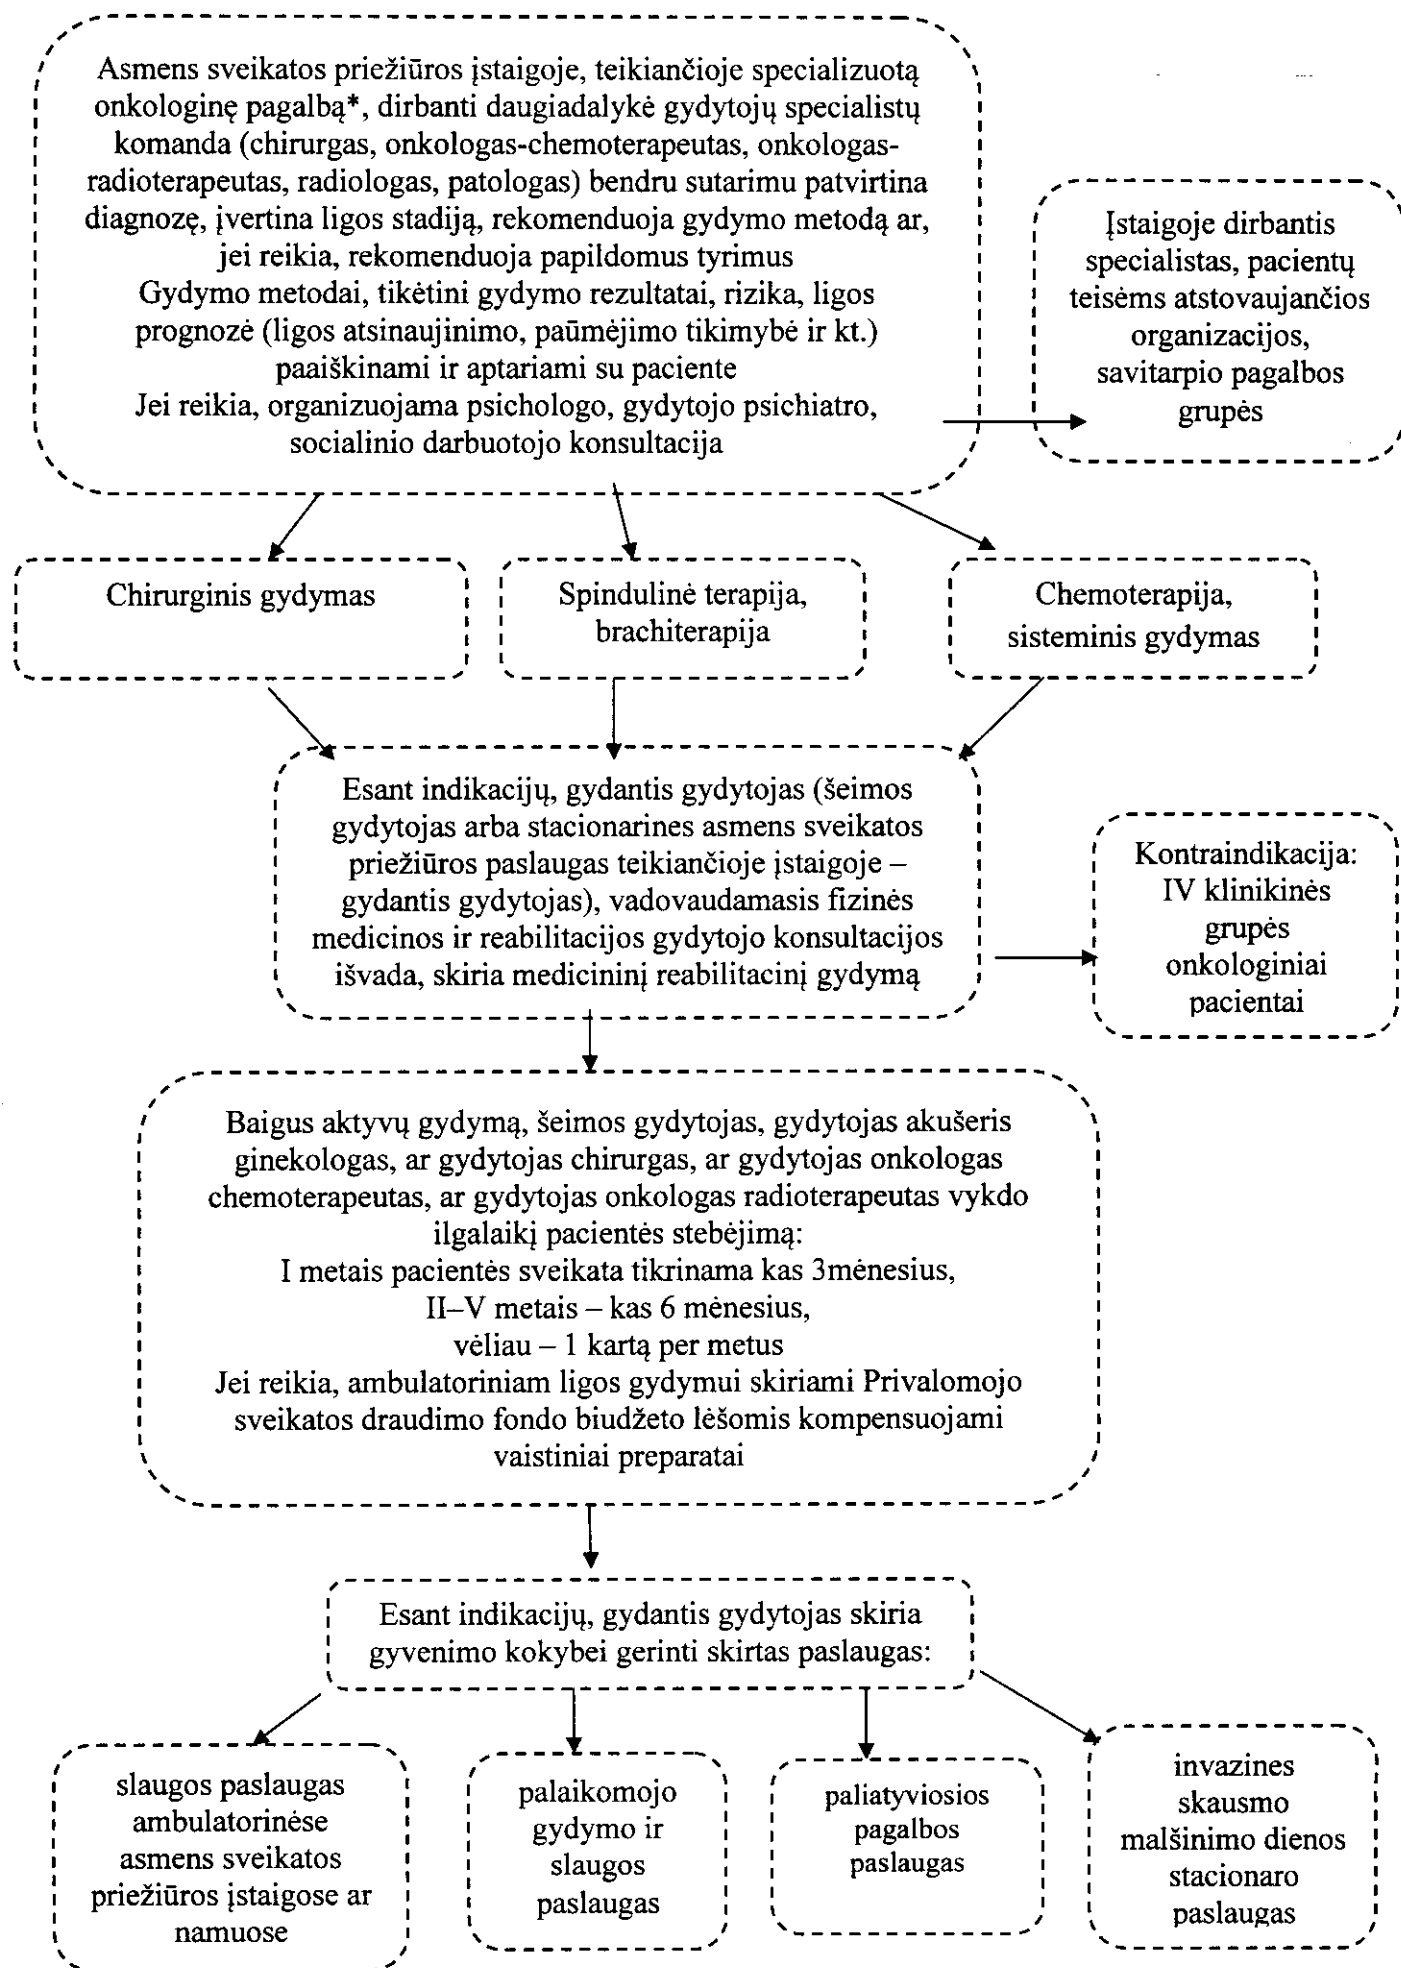 Asmens sveikatos priežiūros įstaigoje, teikiančioje specializuotą
onkologinę pagalbą*, dirbanti daugiadalykė gydytojų specialistų
komanda (chirurgas, onkologas-chemoterapeutas, onkologas-
radioterapeutas, radiologas, patologas) bendru sutarimu patvirtina
diagnozę, įvertina ligos stadiją, rekomenduoja gydymo metodą ar,
jei reikia, rekomenduoja papildomus tyrimus
Gydymo metodai, tikėtini gydymo rezultatai, rizika, ligos
prognozė (ligos atsinaujinimo, paūmėjimo tikimybė ir kt.)
paaiškinami ir aptariami su paciente
Jei reikia, organizuojama psichologo, gydytojo psichiatro,
socialinio darbuotojo konsultacija
Įstaigoje dirbantis
specialistas, pacientų
teisėms atstovaujančios
organizacijos,
savitarpio pagalbos
grupės
Chirurginis gydymas
Spindulinė terapija,
brachiterapija
Chemoterapija,
sisteminis gydymas
Esant indikacijų, gydantis gydytojas (šeimos
gydytojas arba stacionarines asmens sveikatos
priežiūros paslaugas teikiančioje įstaigoje –
gydantis gydytojas), vadovaudamasis fizinės
medicinos ir reabilitacijos gydytojo konsultacijos
išvada, skiria medicininį reabilitacinį gydymą
Kontraindikacija:
IV klinikinės
grupės
onkologiniai
pacientai
Baigus aktyvų gydymą, šeimos gydytojas, gydytojas akušeris
ginekologas, ar gydytojas chirurgas, ar gydytojas onkologas
chemoterapeutas, ar gydytojas onkologas radioterapeutas vykdo
ilgalaikį pacientės stebėjimą:
I metais pacientės sveikata tikrinama kas 3mėnesius,
II–V metais – kas 6 mėnesius,
vėliau – 1 kartą per metus
Jei reikia, ambulatoriniam ligos gydymui skiriami Privalomojo
sveikatos draudimo fondo biudžeto lėšomis kompensuojami
vaistiniai preparatai
Esant indikacijų, gydantis gydytojas skiria
gyvenimo kokybei gerinti skirtas paslaugas:
slaugos paslaugas
ambulatorinėse
asmens sveikatos
priežiūros įstaigose ar
namuose
palaikomojo
gydymo ir
slaugos
paslaugas
paliatyviosios
pagalbos
paslaugas
invazines
skausmo
malšinimo dienos
stacionaro
paslaugas